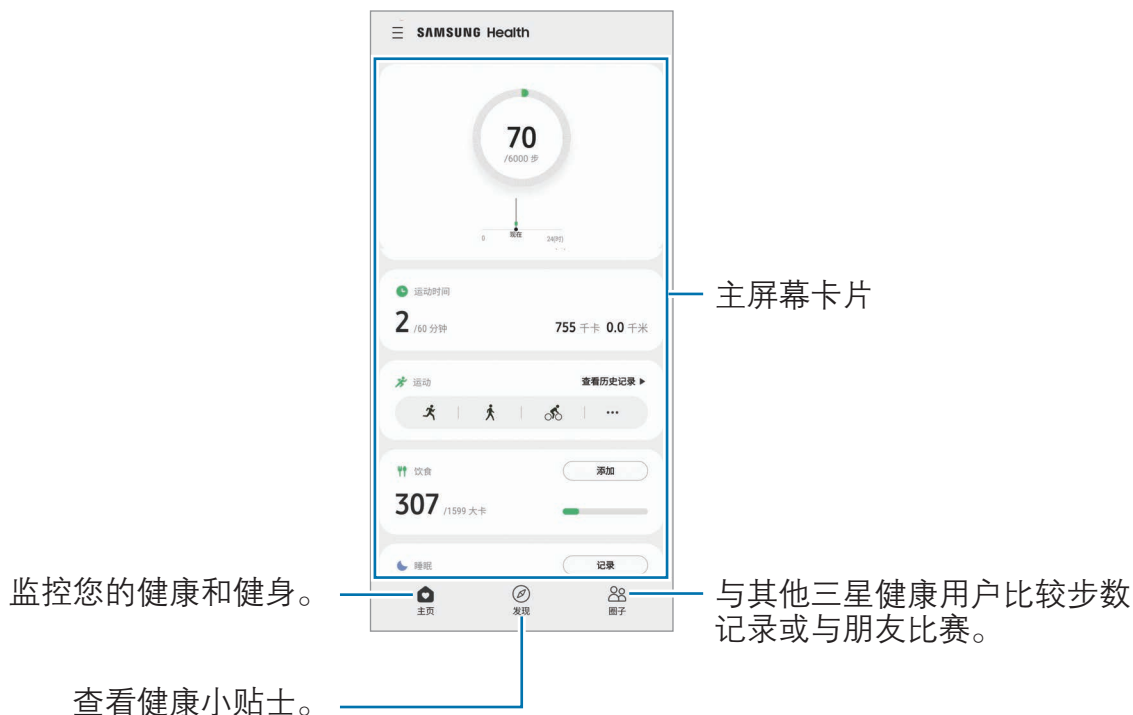 SAMSUNG Health
70
/6000 步
0 现在 24(时)
运动时间
2 /60 分钟 755 千卡 0.0 千米
主屏幕卡片
运动 查看历史记录
饮食 添加
307 /1599 大卡
睡眠 记录
主页 发现 圈子
监控您的健康和健身。
与其他三星健康用户比较步数
记录或与朋友比赛。
查看健康小贴士。